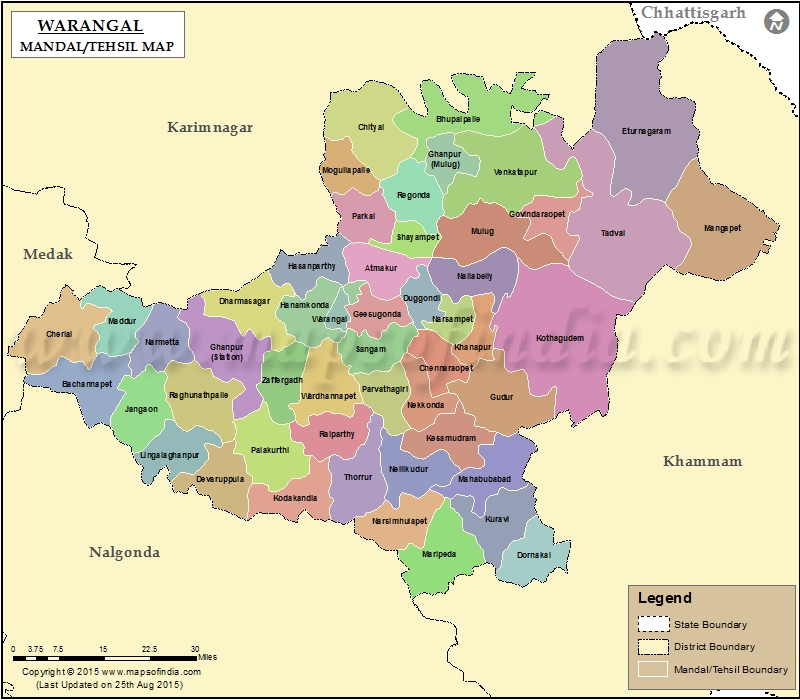 WARANGAL
MANDAL/TEHSIL MAP
Chhattisgarh
N
Karimnagar
Medak
Nalgonda
Khammam
Chityal
Bhupalpalle
Eturnagaram
Ghanpur
(Mulug)
Venkatapur
Mogullapalle
Regonda
Parkal
Govindaraopet
Mangapet
Shayampet
Mulug
Tadvai
Hasanparthy
Atmakur
Nallabelly
Dharmasagar
Hanamkonda
Warangal
Geesugonda
Duggondi
Narsampet
Maddur
Cherial
Narmetta
Ghanpur
(Station)
Sangam
Khanapur
Kothagudem
Bachannapet
Zaffergadh
Chennaraopet
Jangaon
Raghunathpalle
Wardhannapet
Parvathagiri
Nekkonda
Gudur
Raiparthy
Kesamudram
Lingalaghanpur
Palakurthi
Devaruppula
Thorrur
Nellikudur
Mahabubabad
Kodakandla
Narsimhulapet
Kuravi
Maripeda
Dornakal
www.mapsofindia.com
Legend
State Boundary
District Boundary
Mandal/Tehsil Boundary
0 3.75 7.5 15 22.5 30
Miles
Copyright © 2015 www.mapsofindia.com
(Last Updated on 25th Aug 2015)